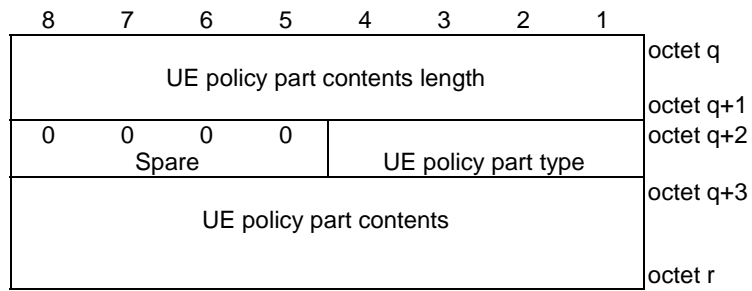 8 7 6 5 4 3 2 1
octet q
UE policy part contents length
octet q+1
0 0 0 0 octet q+2
Spare UE policy part type
octet q+3
UE policy part contents
octet r